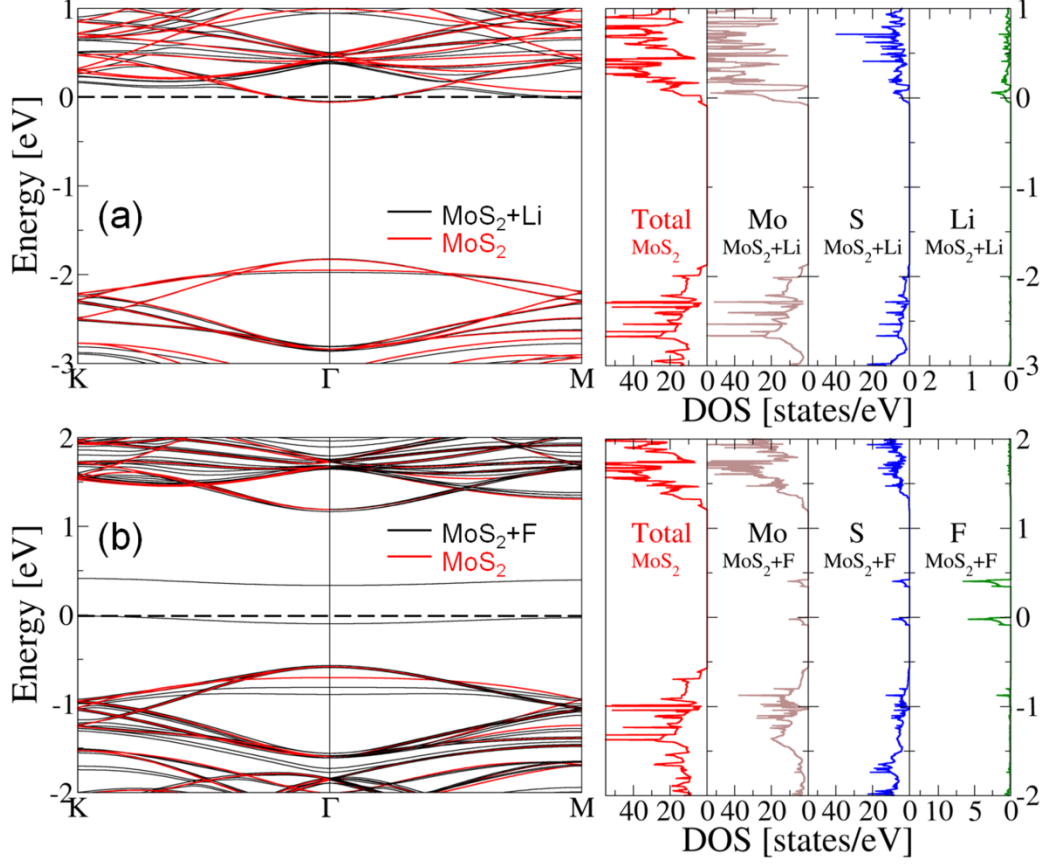 1
0
-1
-2
-3
Energy [eV]
(a)
MoS2+Li
MoS2
K
Γ
M
Total
MoS2
Mo
MoS2+Li
S
MoS2+Li
Li
MoS2+Li
1
0
-1
-2
-3
40 20 0 40 20 0 40 20 0 2 1 0
DOS [states/eV]
2
1
0
-1
-2
Energy [eV]
(b)
MoS2+F
MoS2
K
Γ
M
Total
MoS2
Mo
MoS2+F
S
MoS2+F
F
MoS2+F
2
1
0
-1
-2
40 20 0 40 20 0 40 20 0 10 5 0
DOS [states/eV]